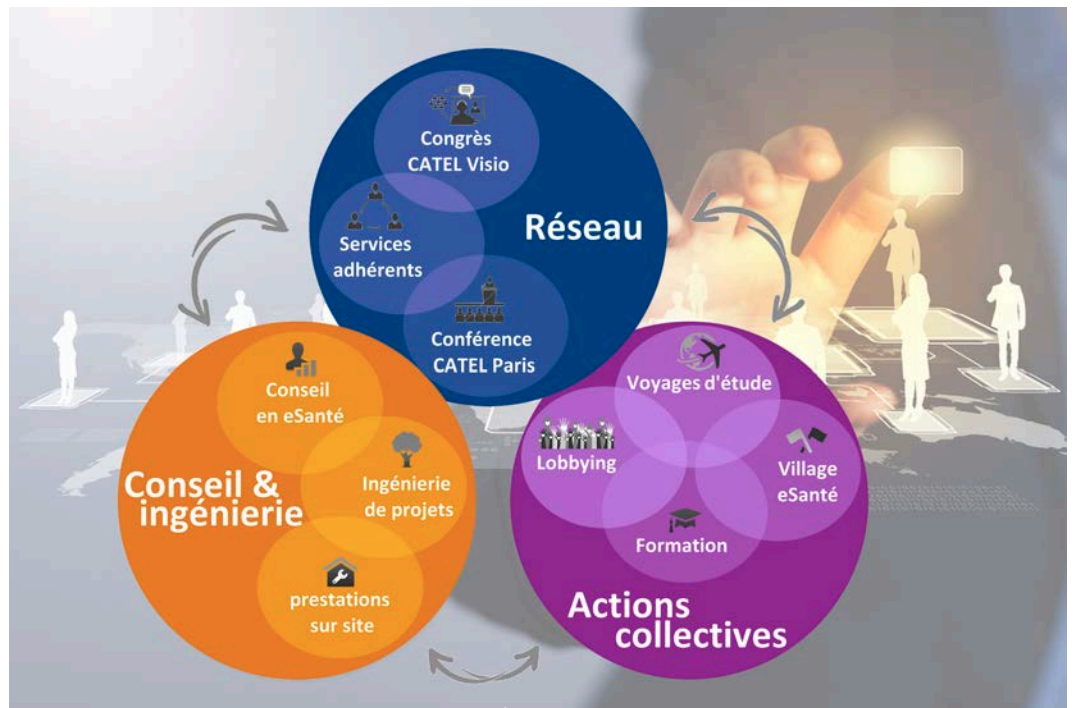 Congrès
CATEL Visio
Services
adhérents
Réseau
Conférence
CATEL Paris
Conseil
en eSanté
Conseil &
ingénierie
Ingénierie
de projets
prestations
sur site
Voyages d'étude
Lobbying
Village
eSanté
Formation
Actions
collectives